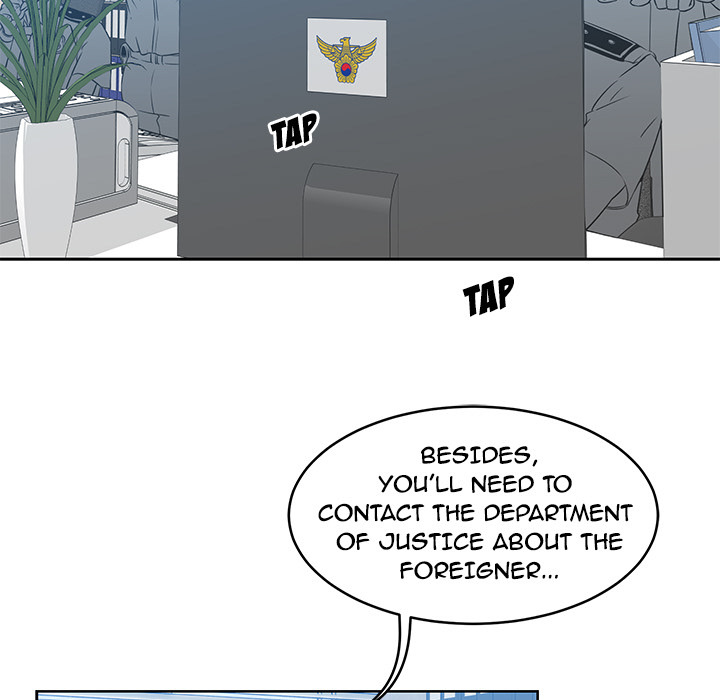 TAP
TAP
BESIDES,
YOU'LL NEED TO
CONTACT THE DEPARTMENT
OF JUSTICE ABOUT THE
FOREIGNER...